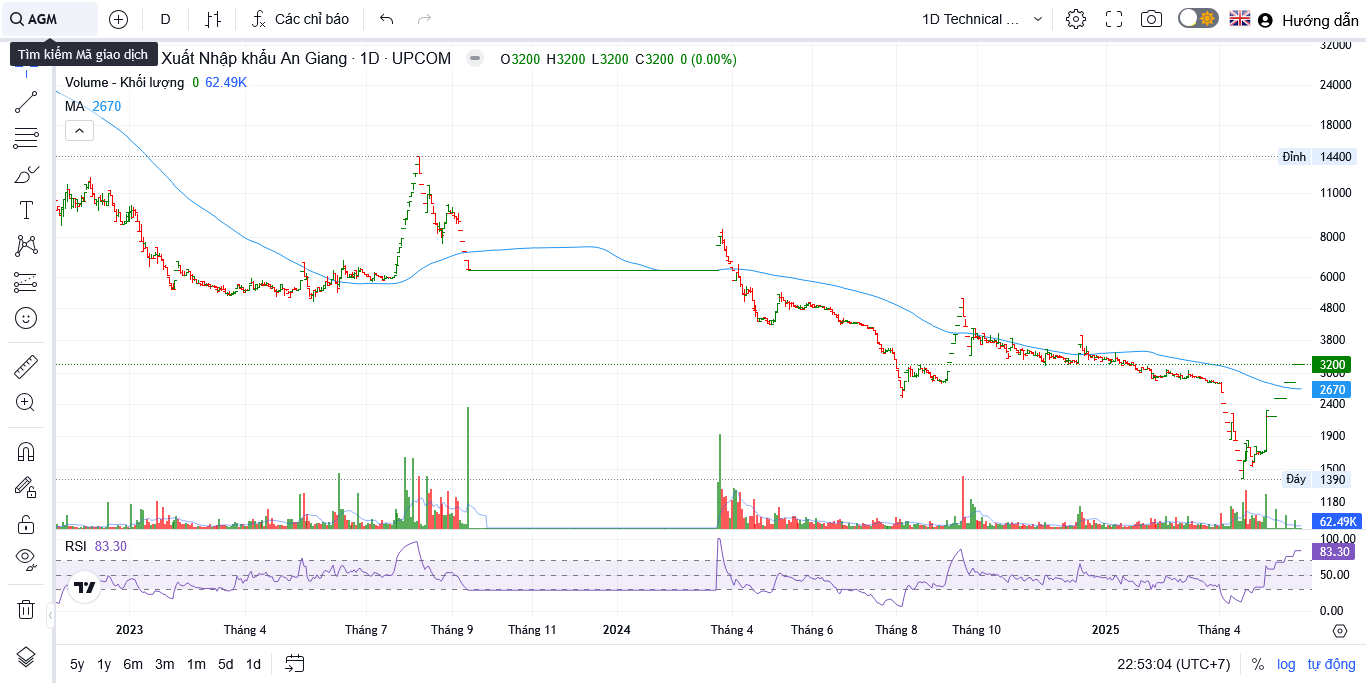 AGM
D
Các chỉ báo
1D Technical ...
Hướng dẫn
Tìm kiếm Mã giao dịch
Xuất Nhập khẩu An Giang · 1D · UPCOM
O3200 H3200 L3200 C3200 0 (0.00%)
Volume - Khối lượng 0 62.49K
MA 2670
32000
24000
18000
Đỉnh 14400
11000
8000
6000
4800
3800
3200
3000
2670
2400
1900
1500
Đáy 1390
1180
62.49K
RSI 83.30
100.00
83.30
50.00
0.00
2023 Tháng 4 Tháng 7 Tháng 9 Tháng 11 2024 Tháng 4 Tháng 6 Tháng 8 Tháng 10 2025 Tháng 4
5y 1y 6m 3m 1m 5d 1d
22:53:04 (UTC+7) % log tự động